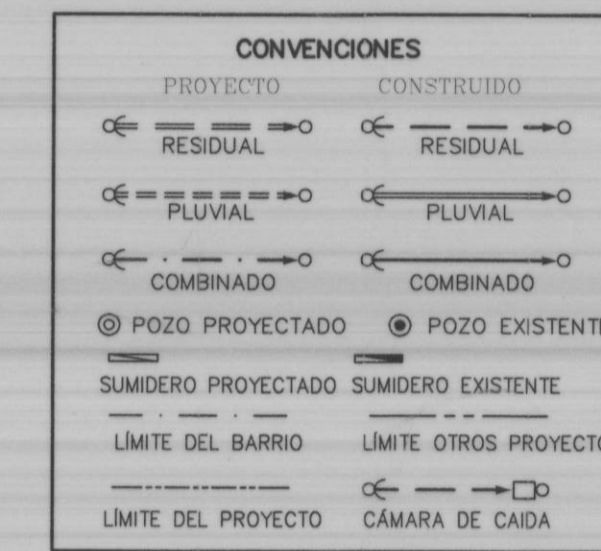 CONVENCIONES
PROYECTO CONSTRUIDO
RESIDUAL RESIDUAL
PLUVIAL PLUVIAL
COMBINADO COMBINADO
POZO PROYECTADO POZO EXISTENTE
SUMIDERO PROYECTADO SUMIDERO EXISTENTE
LÍMITE DEL BARRIO LÍMITE OTROS PROYECTO
LÍMITE DEL PROYECTO CÁMARA DE CAIDA